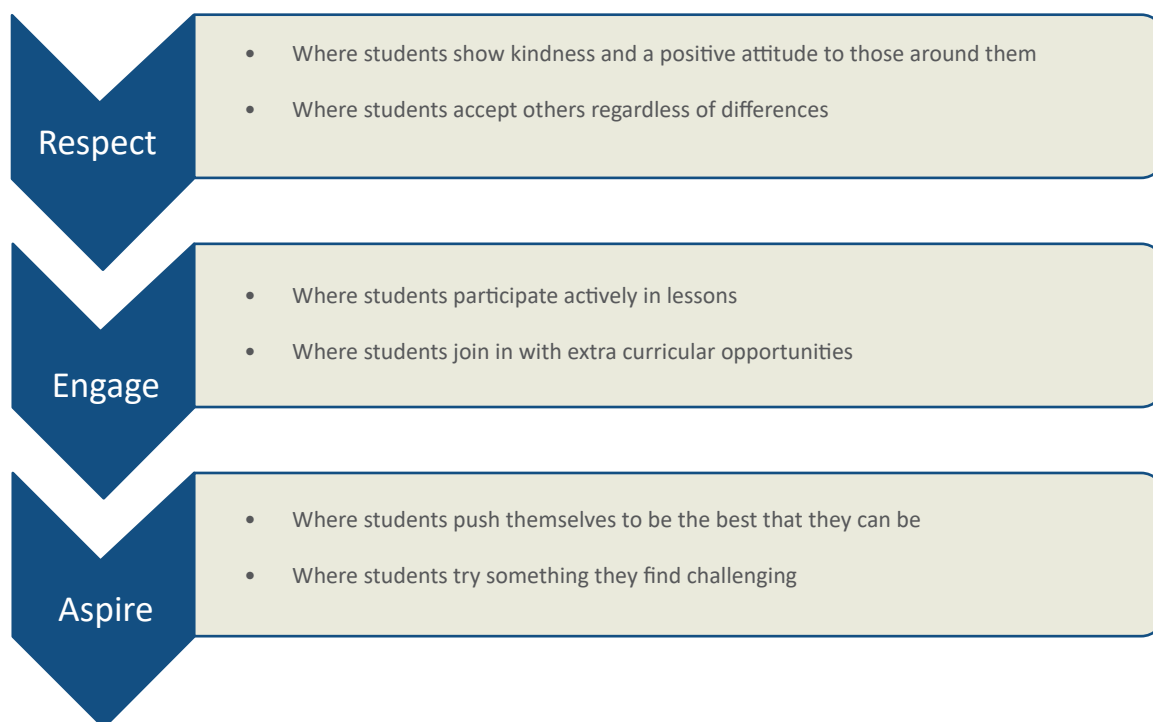 Respect
• Where students show kindness and a positive attitude to those around them
• Where students accept others regardless of differences
Engage
• Where students participate actively in lessons
• Where students join in with extra curricular opportunities
Aspire
• Where students push themselves to be the best that they can be
• Where students try something they find challenging